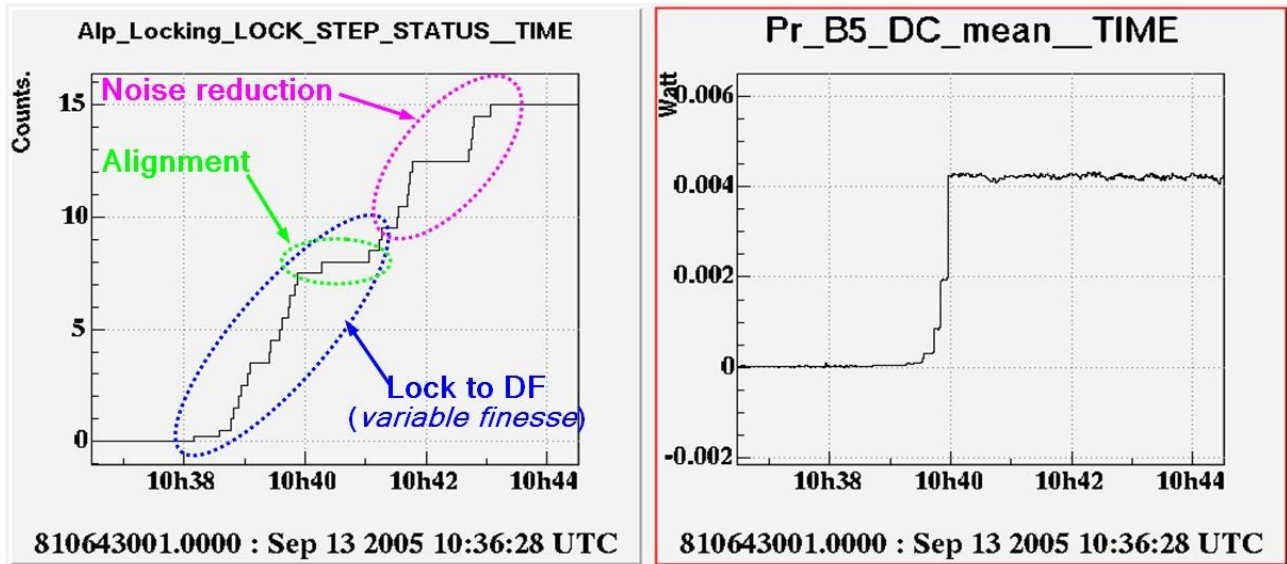 Alp_Locking_LOCK_STEP_STATUS__TIME
Counts.
15
10
5
0
Noise reduction
Alignment
Lock to DF
(variable finesse)
10h38 10h40 10h42 10h44
810643001.0000 : Sep 13 2005 10:36:28 UTC
Pr_B5_DC_mean__TIME
Watt
0.006
0.004
0.002
0
-0.002
10h38 10h40 10h42 10h44
810643001.0000 : Sep 13 2005 10:36:28 UTC